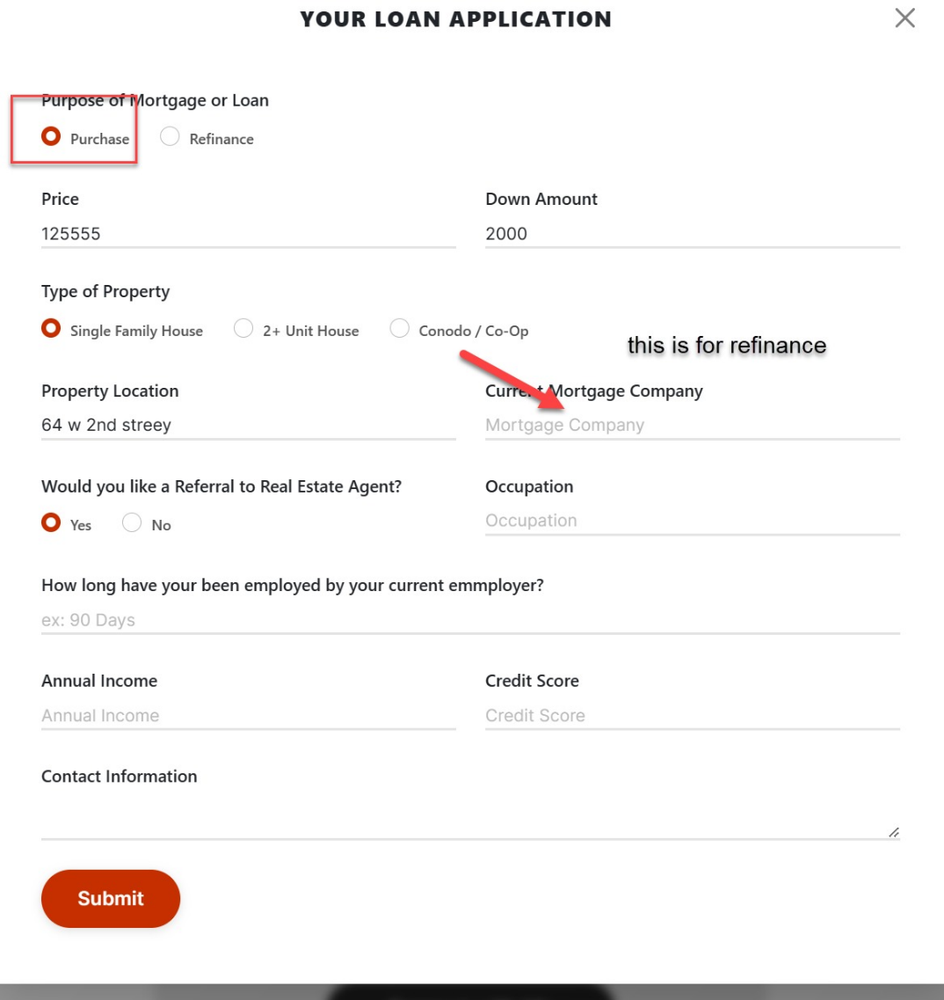 YOUR LOAN APPLICATION
Purpose of Mortgage or Loan
Purchase Refinance
Price Down Amount
125555 2000
Type of Property
Single Family House 2+ Unit House Conodo / Co-Op
this is for refinance
Property Location Current Mortgage Company
64 w 2nd streey Mortgage Company
Would you like a Referral to Real Estate Agent? Occupation
Yes No Occupation
How long have your been employed by your current emmployer?
ex: 90 Days
Annual Income Credit Score
Annual Income Credit Score
Contact Information
Submit